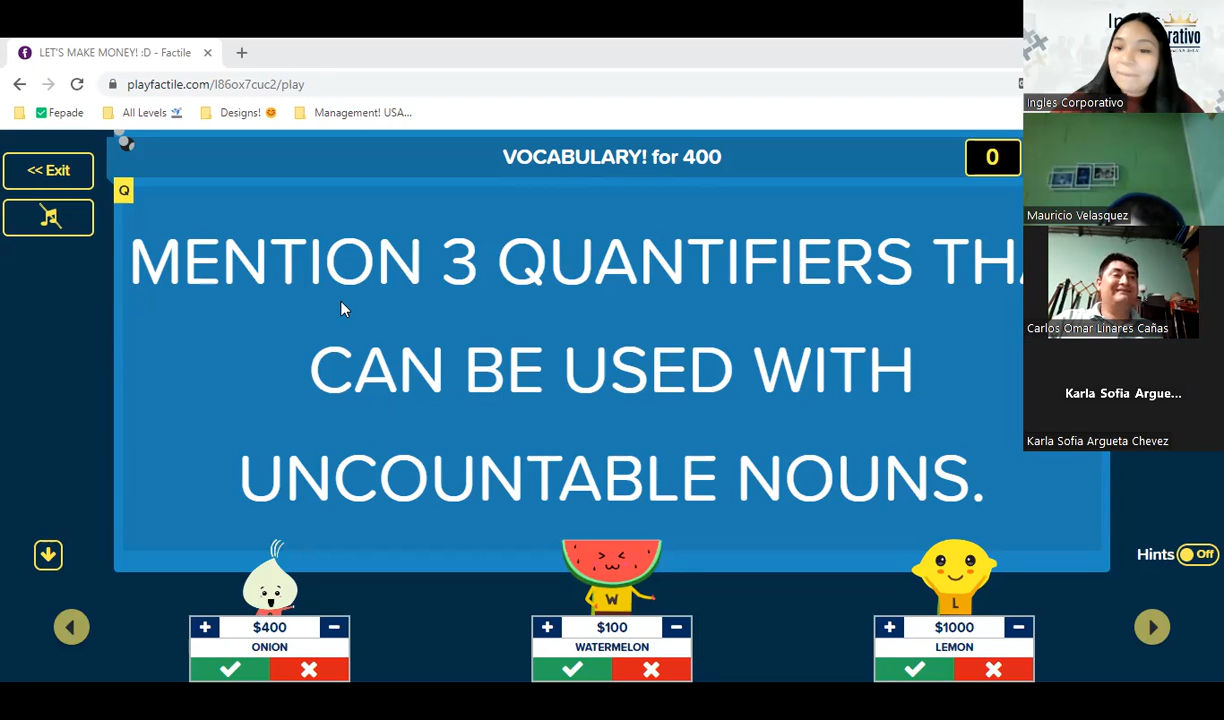 LET'S MAKE MONEY! :D - Factile
playfactile.com/l86ox7cuc2/play
Fepade
All Levels
Designs!
Management! USA...
<< Exit
VOCABULARY! for 400
0
Q
MENTION 3 QUANTIFIERS THA
CAN BE USED WITH
UNCOUNTABLE NOUNS.
Hints
Off
W
L
+ $400 −
ONION
+ $100 −
WATERMELON
+ $1000 −
LEMON
rativo
Ingles Corporativo
Mauricio Velasquez
Carlos Omar Linares Cañas
Karla Sofia Argue...
Karla Sofia Argueta Chevez